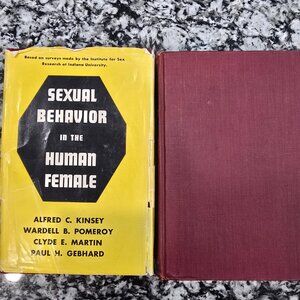 Based on surveys made by the Institute for Sex
Research of Indiana University.
SEXUAL
BEHAVIOR
IN THE
HUMAN
FEMALE
ALFRED C. KINSEY
WARDELL B. POMEROY
CLYDE E. MARTIN
PAUL H. GEBHARD